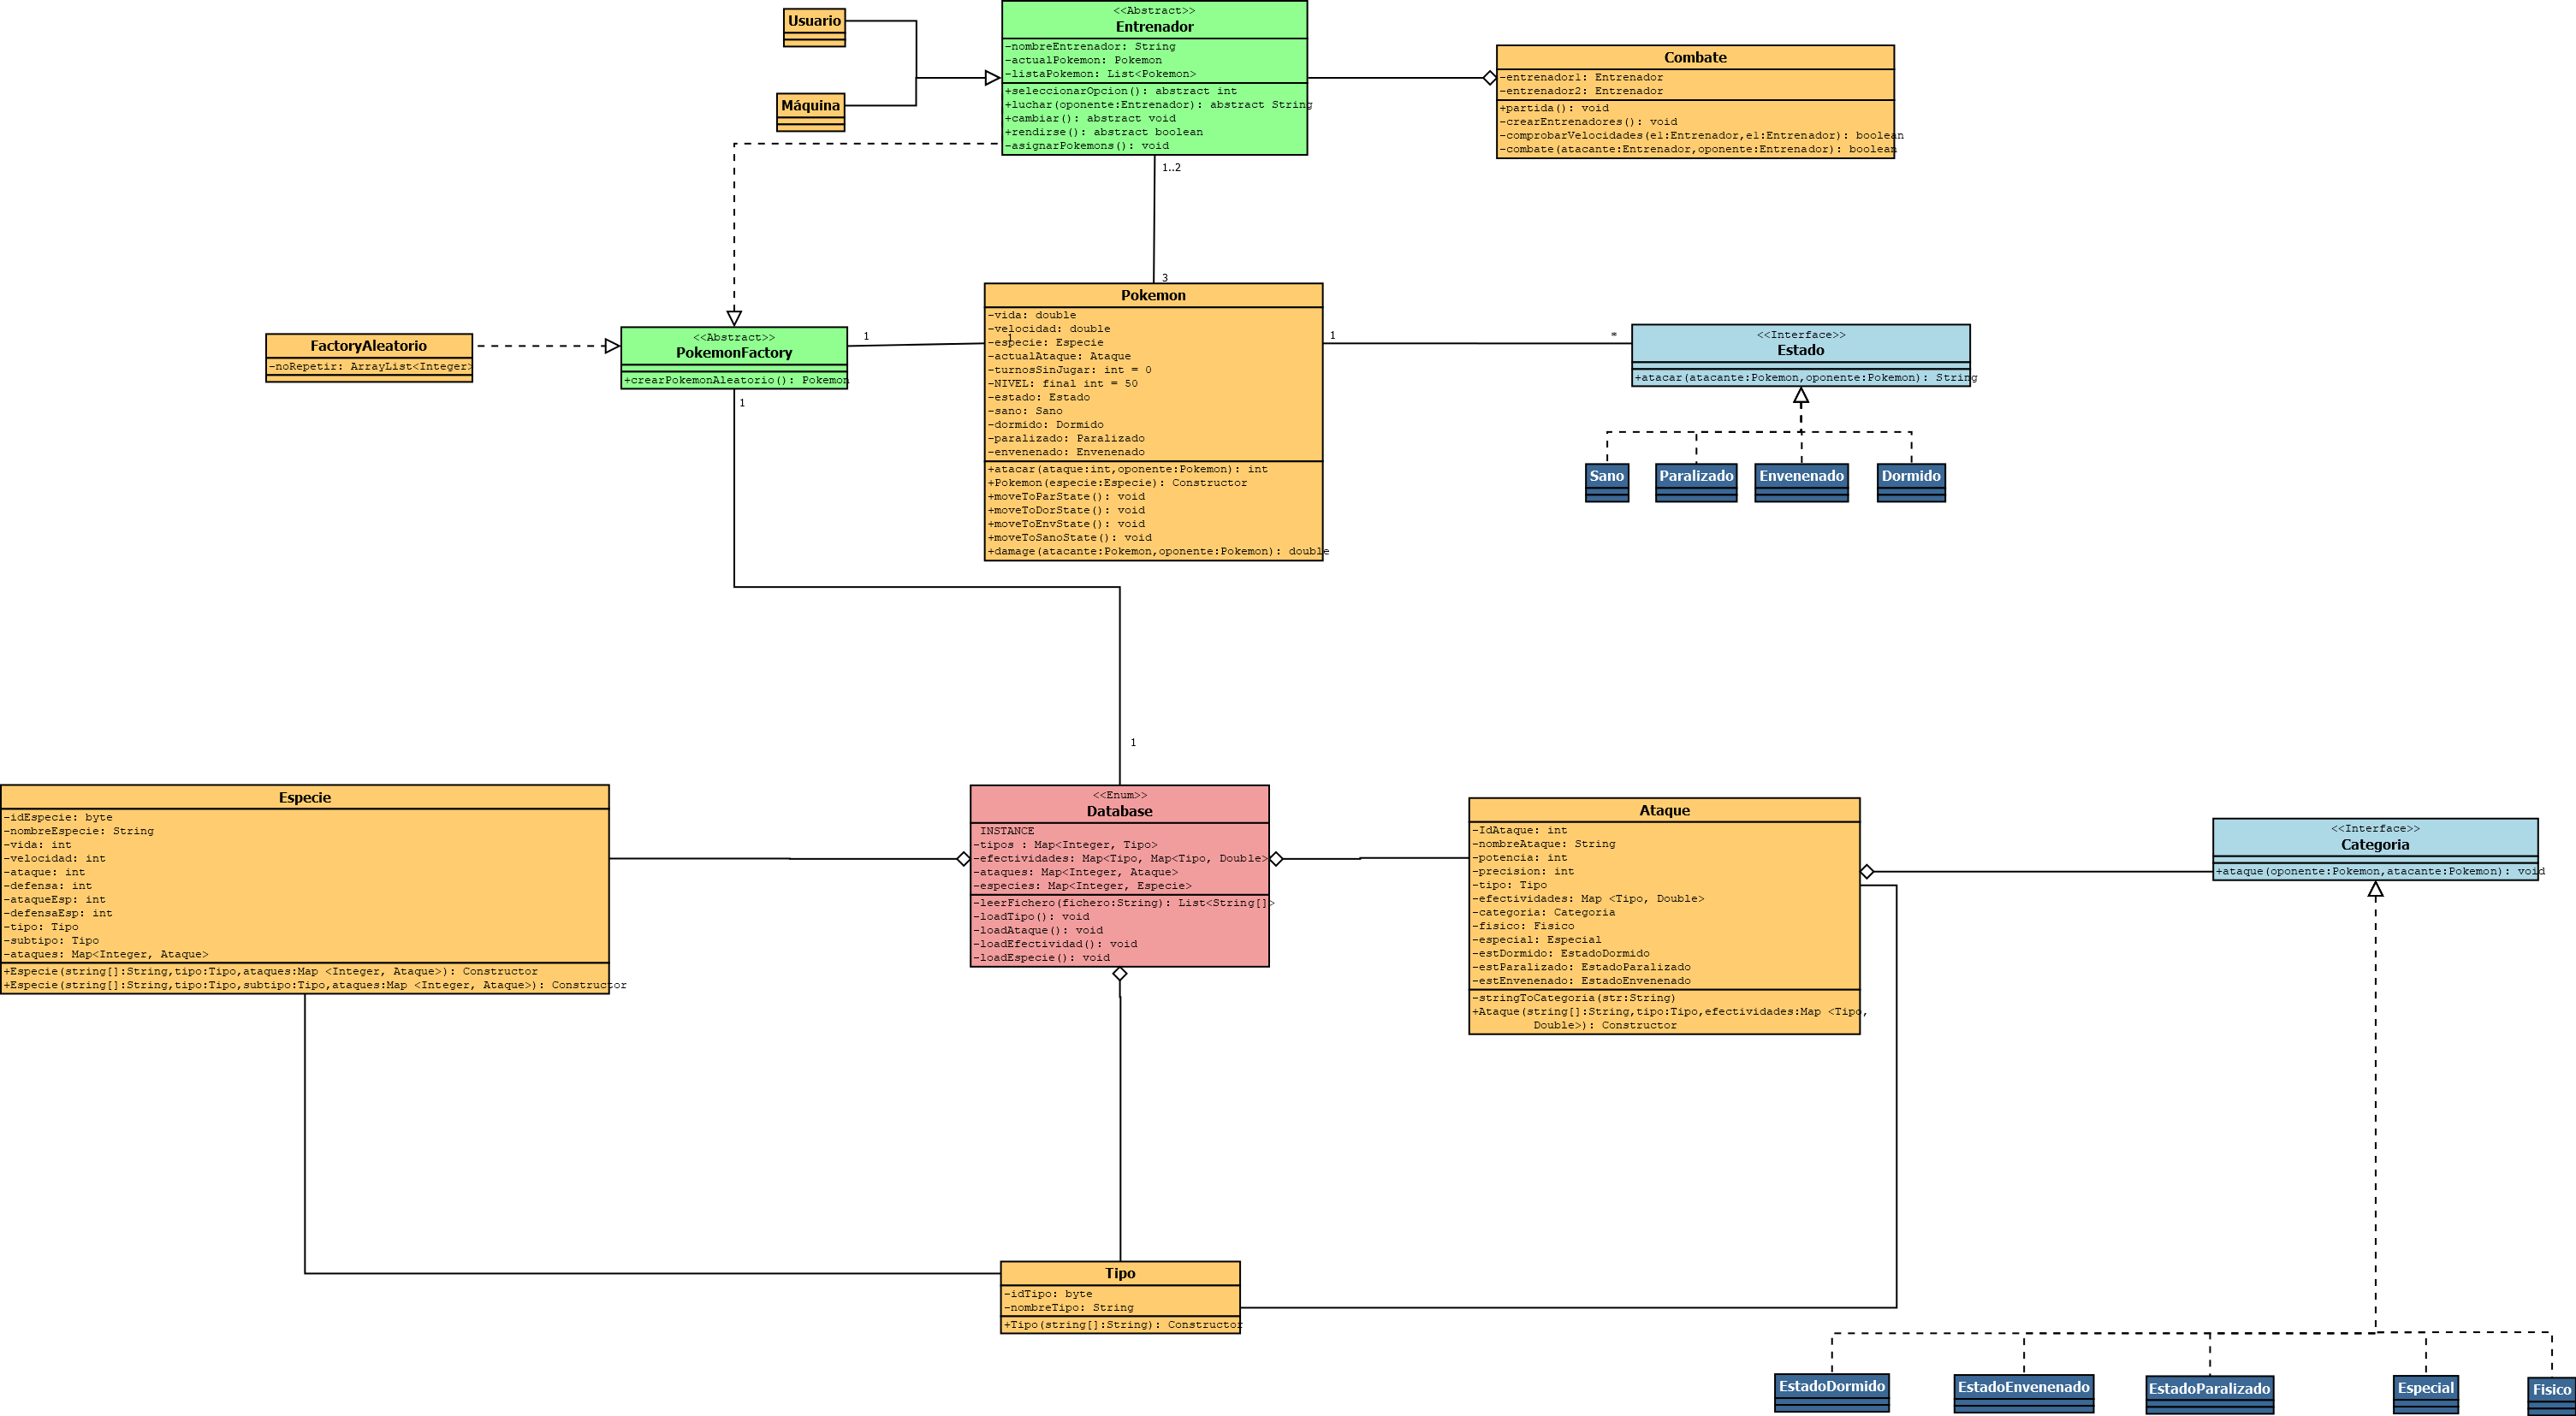 Usuario
Máquina
<<Abstract>>
Entrenador
-nombreEntrenador: String
-actualPokemon: Pokemon
-listaPokemon: List<Pokemon>
+seleccionarOpcion(): abstract int
+luchar(oponente:Entrenador): abstract String
+cambiar(): abstract void
+rendirse(): abstract boolean
-asignarPokemons(): void
Combate
-entrenador1: Entrenador
-entrenador2: Entrenador
+partida(): void
-crearEntrenadores(): void
-comprobarVelocidades(e1:Entrenador,e1:Entrenador): boolean
-combate(atacante:Entrenador,oponente:Entrenador): boolean
1..2
3
FactoryAleatorio
-noRepetir: ArrayList<Integer>
<<Abstract>>
PokemonFactory
+crearPokemonAleatorio(): Pokemon
1
1
1
Pokemon
-vida: double
-velocidad: double
-especie: Especie
-actualAtaque: Ataque
-turnosSinJugar: int = 0
-NIVEL: final int = 50
-estado: Estado
-sano: Sano
-dormido: Dormido
-paralizado: Paralizado
-envenenado: Envenenado
+atacar(ataque:int,oponente:Pokemon): int
+Pokemon(especie:Especie): Constructor
+moveToParState(): void
+moveToDorState(): void
+moveToEnvState(): void
+moveToSanoState(): void
+damage(atacante:Pokemon,oponente:Pokemon): double
1
*
<<Interface>>
Estado
+atacar(atacante:Pokemon,oponente:Pokemon): String
Sano
Paralizado
Envenenado
Dormido
1
Especie
-idEspecie: byte
-nombreEspecie: String
-vida: int
-velocidad: int
-ataque: int
-defensa: int
-ataqueEsp: int
-defensaEsp: int
-tipo: Tipo
-subtipo: Tipo
-ataques: Map<Integer, Ataque>
+Especie(string[]:String,tipo:Tipo,ataques:Map <Integer, Ataque>): Constructor
+Especie(string[]:String,tipo:Tipo,subtipo:Tipo,ataques:Map <Integer, Ataque>): Constructor
<<Enum>>
Database
INSTANCE
-tipos : Map<Integer, Tipo>
-efectividades: Map<Tipo, Map<Tipo, Double>
-ataques: Map<Integer, Ataque>
-especies: Map<Integer, Especie>
-leerFichero(fichero:String): List<String[]>
-loadTipo(): void
-loadAtaque(): void
-loadEfectividad(): void
-loadEspecie(): void
Ataque
-IdAtaque: int
-nombreAtaque: String
-potencia: int
-precision: int
-tipo: Tipo
-efectividades: Map <Tipo, Double>
-categoria: Categoria
-fisico: Fisico
-especial: Especial
-estDormido: EstadoDormido
-estParalizado: EstadoParalizado
-estEnvenenado: EstadoEnvenenado
-stringToCategoria(str:String)
+Ataque(string[]:String,tipo:Tipo,efectividades:Map <Tipo,
Double>): Constructor
<<Interface>>
Categoria
+ataque(oponente:Pokemon,atacante:Pokemon): void
Tipo
-idTipo: byte
-nombreTipo: String
+Tipo(string[]:String): Constructor
EstadoDormido
EstadoEnvenenado
EstadoParalizado
Especial
Fisico